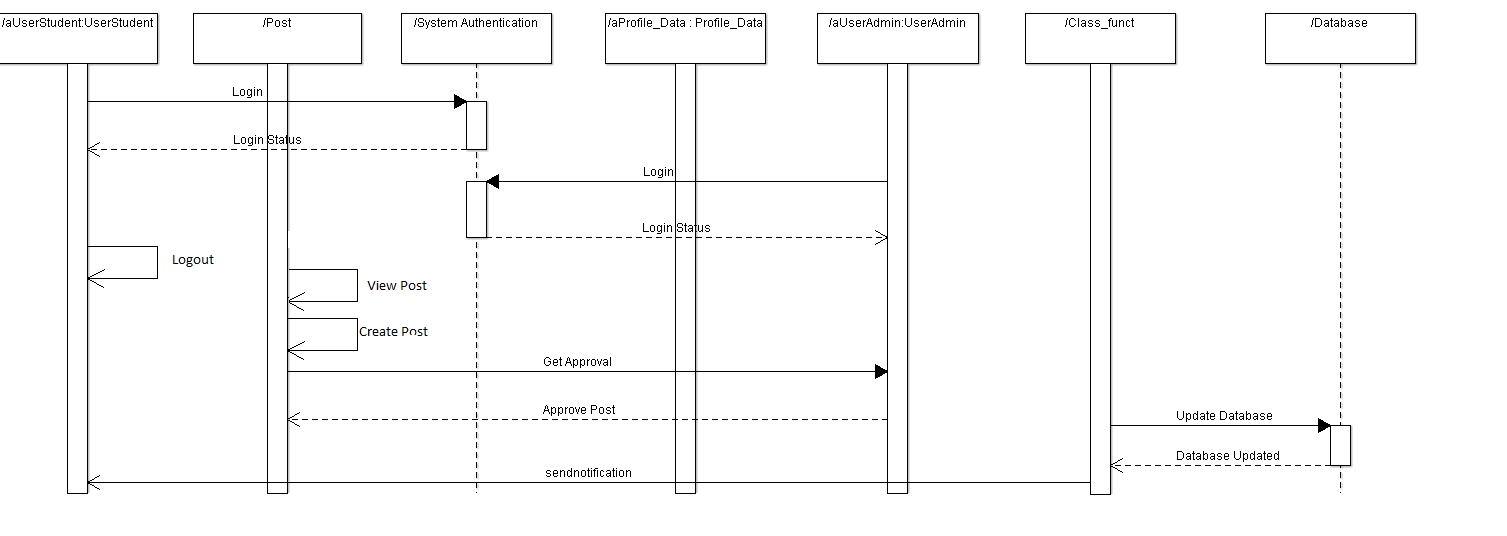 /aUserStudent:UserStudent
/Post
/System Authentication
/aProfile_Data : Profile_Data
/aUserAdmin:UserAdmin
/Class_funct
/Database
Login
Login Status
Login
Login Status
Logout
View Post
Create Post
Get Approval
Approve Post
Update Database
Database Updated
sendnotification